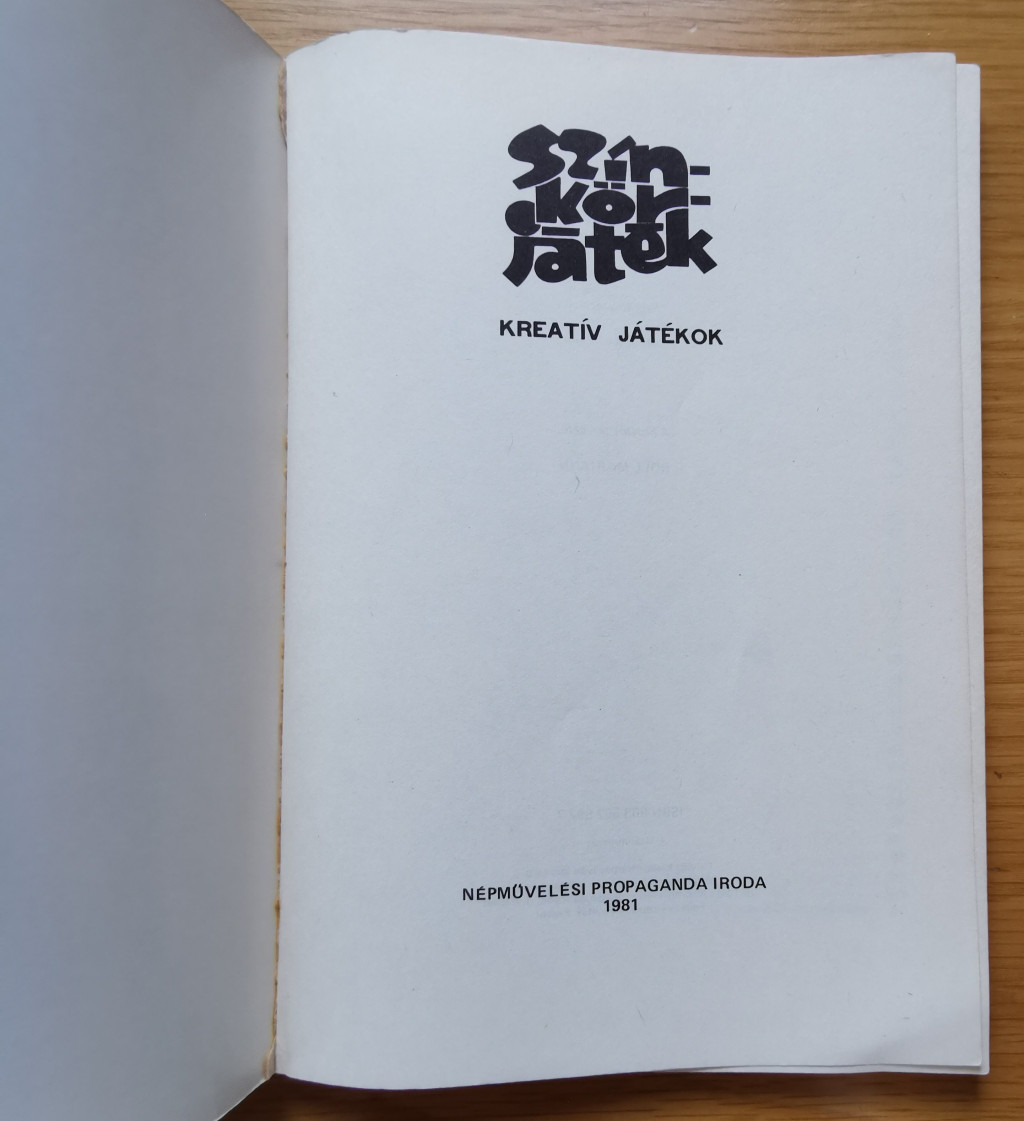 szín-
kör-
játék
KREATÍV JÁTÉKOK
NÉPMŰVELÉSI PROPAGANDA IRODA
1981